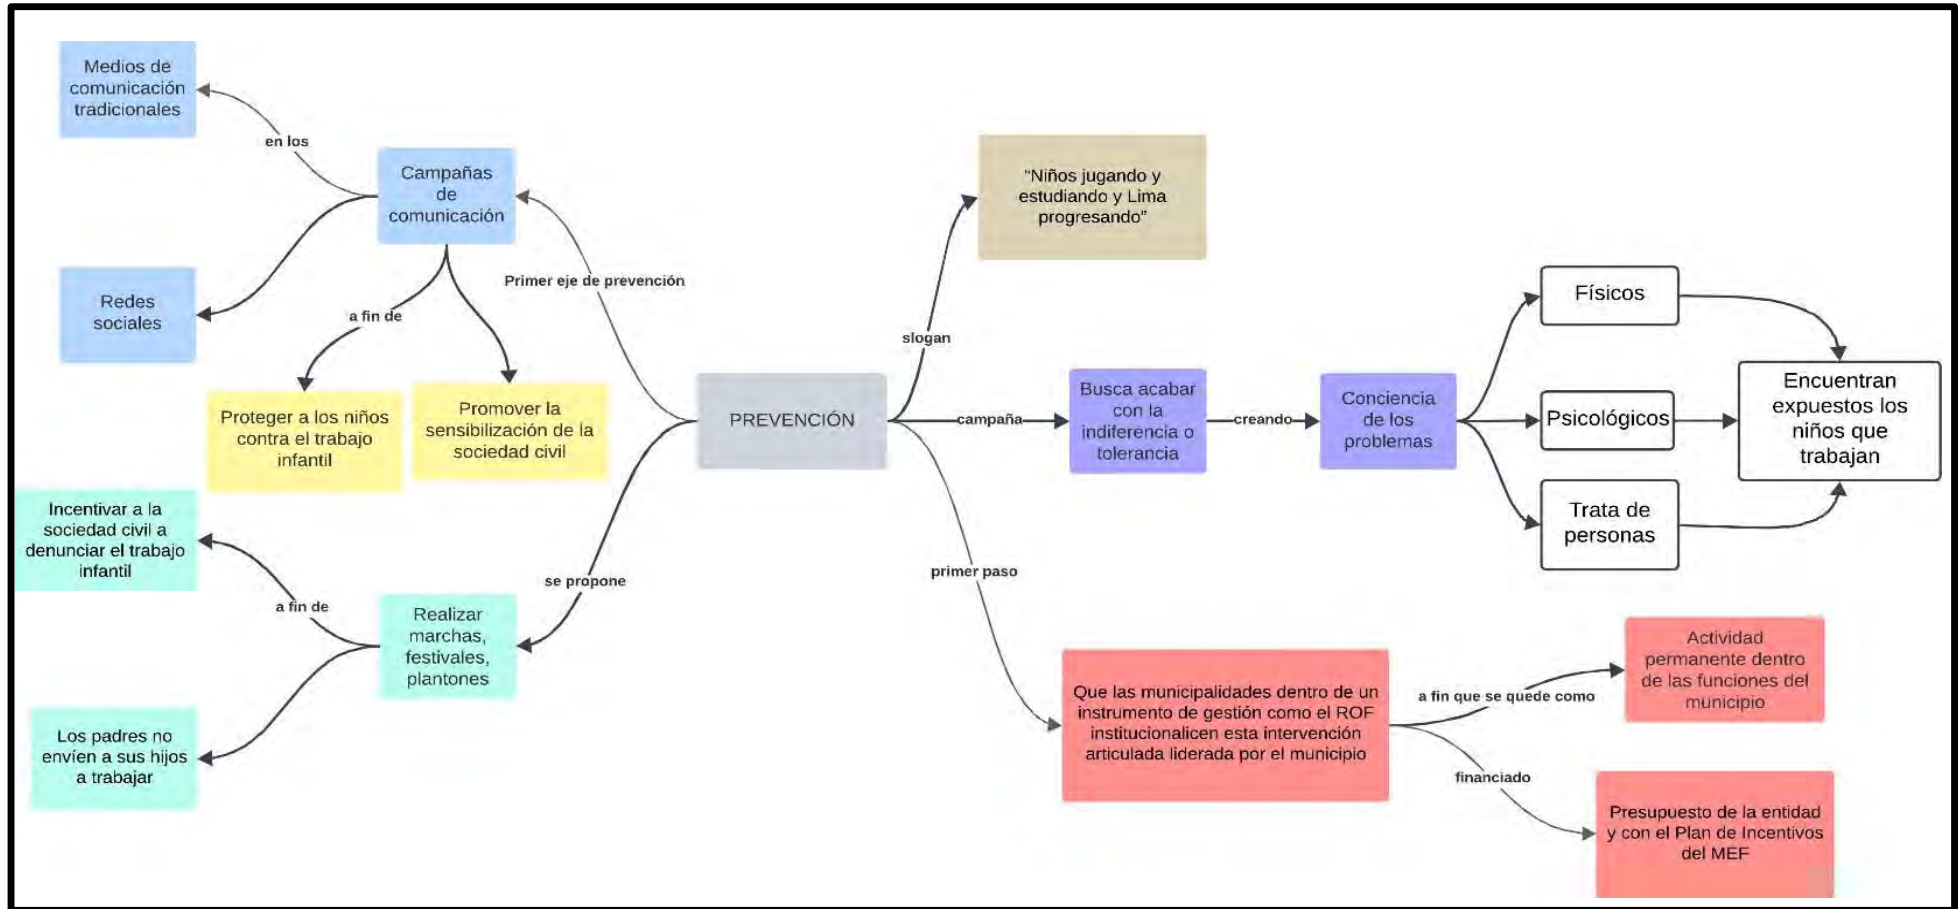 Medios de
comunicación
tradicionales
en los
Campañas
de
comunicación
Redes
sociales
a fin de
Primer eje de prevención
Proteger a los niños
contra el trabajo
infantil
Promover la
sensibilización de la
sociedad civil
Incentivar a la
sociedad civil a
denunciar el trabajo
infantil
a fin de
Los padres no
envíen a sus hijos
a trabajar
Realizar
marchas,
festivales,
plantones
se propone
PREVENCIÓN
slogan
“Niños jugando y
estudiando y Lima
progresando”
campaña
Busca acabar
con la
indiferencia o
tolerancia
creando
Conciencia
de los
problemas
Físicos
Psicológicos
Trata de
personas
Encuentran
expuestos los
niños que
trabajan
primer paso
Que las municipalidades dentro de un
instrumento de gestión como el ROF
institucionalicen esta intervención
articulada liderada por el municipio
a fin que se quede como
Actividad
permanente dentro
de las funciones del
municipio
financiado
Presupuesto de la entidad
y con el Plan de Incentivos
del MEF